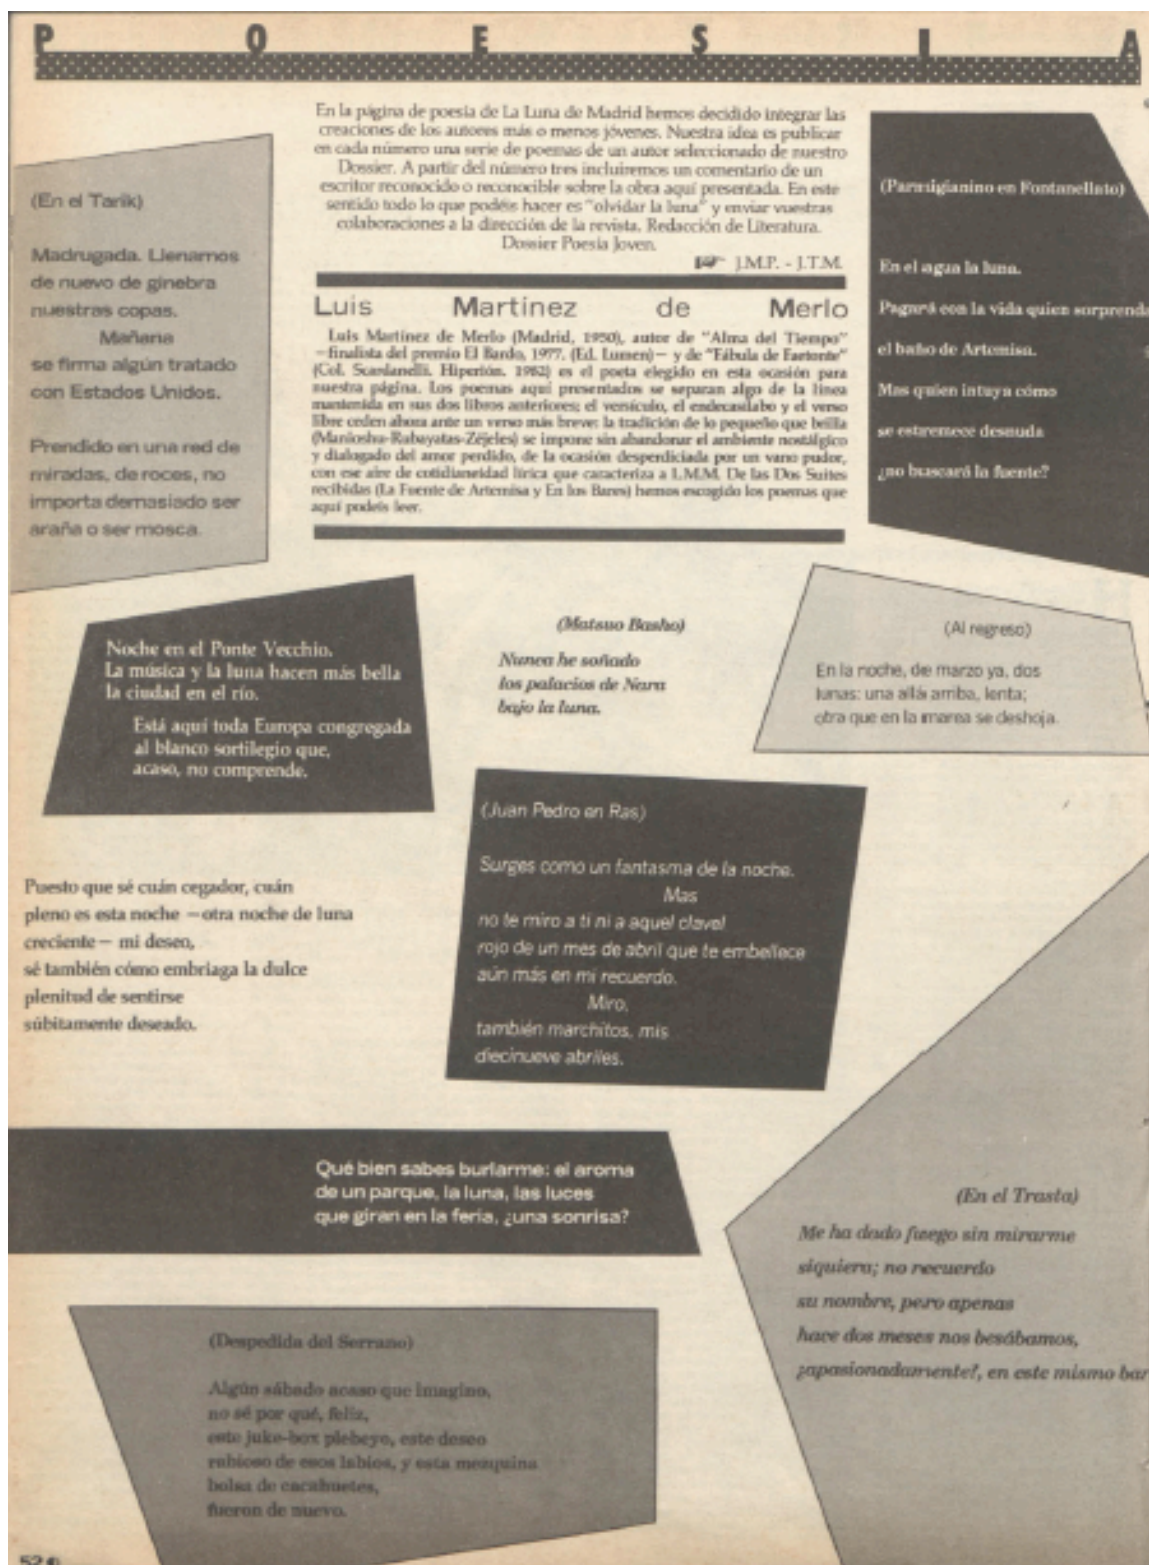 POESIA
En la página de poesía de La Luna de Madrid hemos decidido integrar las
creaciones de los autores más o menos jóvenes. Nuestra idea es publicar
en cada número una serie de poemas de un autor seleccionado de nuestro
Dossier. A partir del número tres incluiremos un comentario de un
escritor reconocido o reconocible sobre la obra aquí presentada. En este
sentido todo lo que podéis hacer es "olvidar la luna" y enviar vuestras
colaboraciones a la dirección de la revista. Redacción de Literatura.
Dossier Poesía Joven.
J.M.P. - J.T.M.
Luis Martínez de Merlo
Luis Martínez de Merlo (Madrid, 1950), autor de "Alma del Tiempo"
—finalista del premio El Bardo, 1977. (Ed. Lumen)— y de "Fábula de Faetonte"
(Col. Scardanelli. Hiperión. 1982) es el poeta elegido en esta ocasión para
nuestra página. Los poemas aquí presentados se separan algo de la línea
mantenida en sus dos libros anteriores; el versículo, el endecasílabo y el verso
libre ceden ahora ante un verso más breve: la tradición de lo pequeño que brilla
(Manioshu-Rubayatas-Zéjeles) se impone sin abandonar el ambiente nostálgico
y dialogado del amor perdido, de la ocasión desperdiciada por un vano pudor,
con ese aire de cotidianeidad lírica que caracteriza a L.M.M. De las Dos Suites
recibidas (La Fuente de Artemisa y En los Bares) hemos escogido los poemas que
aquí podéis leer.
(En el Tarik)
Madrugada. Llenamos
de nuevo de ginebra
nuestras copas.
Mañana
se firma algún tratado
con Estados Unidos.
Prendido en una red de
miradas, de roces, no
importa demasiado ser
araña o ser mosca.
(Parmigianino en Fontanellato)
En el agua la luna.
Pagará con la vida quien sorprenda
el baño de Artemisa.
Mas quien intuya cómo
se estremece desnuda
¿no buscará la fuente?
Noche en el Ponte Vecchio.
La música y la luna hacen más bella
la ciudad en el río.
Está aquí toda Europa congregada
al blanco sortilegio que,
acaso, no comprende.
(Matsuo Basho)
Nunca he soñado
los palacios de Nara
bajo la luna.
(Al regreso)
En la noche, de marzo ya, dos
lunas: una allá arriba, lenta;
otra que en la marea se deshoja.
(Juan Pedro en Ras)
Surges como un fantasma de la noche.
Mas
no te miro a ti ni a aquel clavel
rojo de un mes de abril que te embellece
aún más en mi recuerdo.
Miro,
también marchitos, mis
diecinueve abriles.
Puesto que sé cuán cegador, cuán
pleno es esta noche —otra noche de luna
creciente— mi deseo,
sé también cómo embriaga la dulce
plenitud de sentirse
súbitamente deseado.
Qué bien sabes burlarme: el aroma
de un parque, la luna, las luces
que giran en la feria, ¿una sonrisa?
(En el Trasta)
Me ha dado fuego sin mirarme
siquiera; no recuerdo
su nombre, pero apenas
hace dos meses nos besábamos,
¿apasionadamente?, en este mismo bar
(Despedida del Serrano)
Algún sábado acaso que imagino,
no sé por qué, feliz,
este juke-box plebeyo, este deseo
rabioso de esos labios, y esta mezquina
bolsa de cacahuetes,
fueron de nuevo.
52